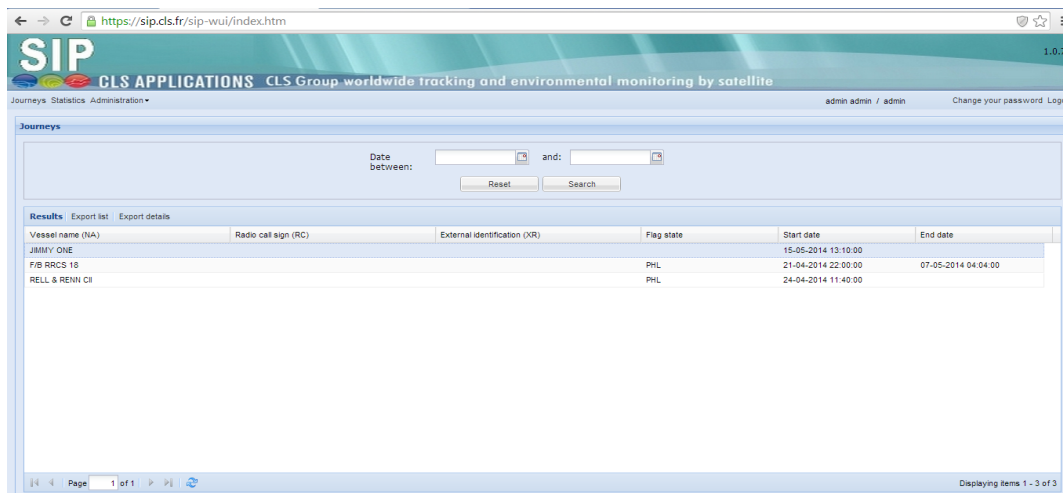 https://sip.cls.fr/sip-wui/index.htm
SIP
1.0.
CLS APPLICATIONS CLS Group worldwide tracking and environmental monitoring by satellite
Journeys Statistics Administration admin admin / admin Change your password Log
Journeys
Date between: and:
Reset Search
Results Export list Export details
Vessel name (NA) Radio call sign (RC) External identification (XR) Flag state Start date End date
JIMMY ONE 15-05-2014 13:10:00
F/B RRCS 18 PHL 21-04-2014 22:00:00 07-05-2014 04:04:00
RELL & RENN CII PHL 24-04-2014 11:40:00
Page 1 of 1 Displaying items 1 - 3 of 3